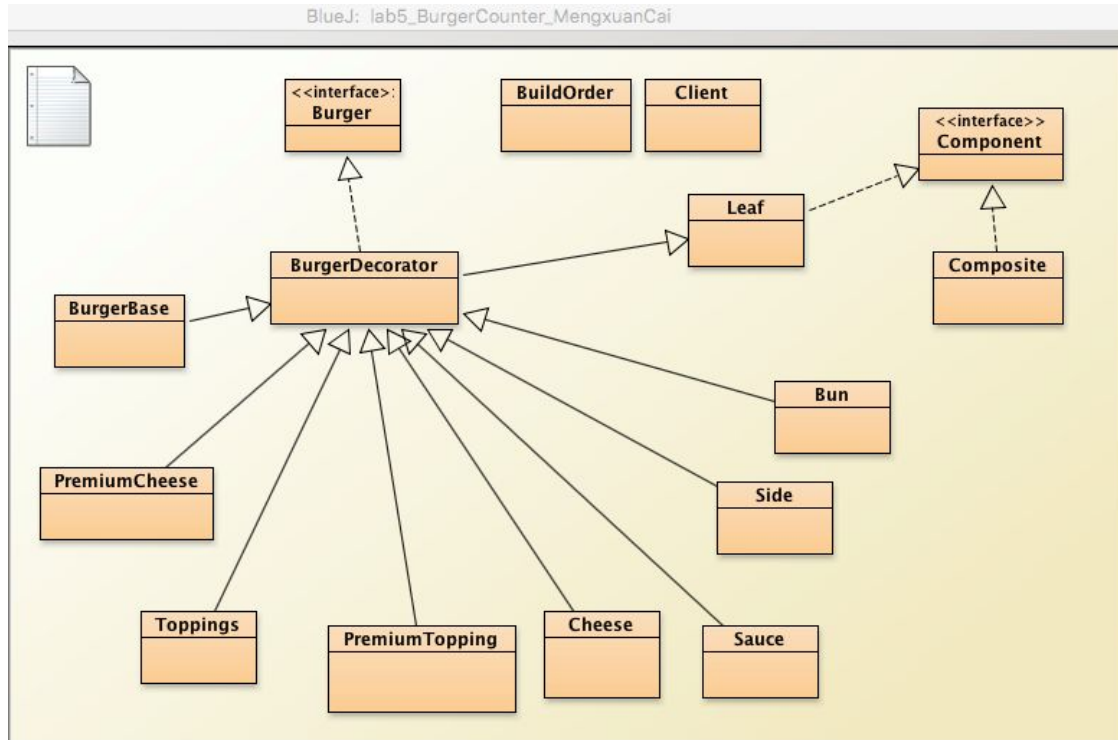 BlueJ: lab5_BurgerCounter_MengxuanCai
<<interface>:
Burger
BuildOrder
Client
<<interface>>
Component
Leaf
BurgerDecorator
Composite
BurgerBase
Bun
PremiumCheese
Side
Toppings
PremiumTopping
Cheese
Sauce